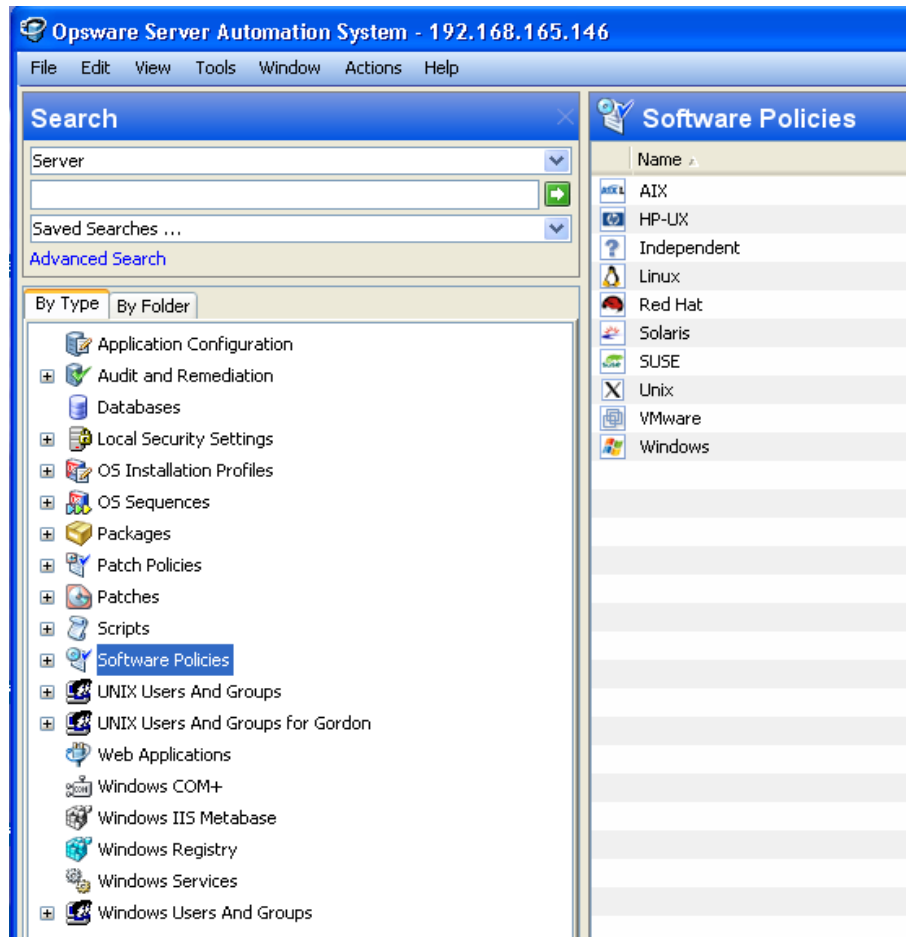 Opsware Server Automation System - 192.168.165.146
File Edit View Tools Window Actions Help
Search
Server
Saved Searches ...
Advanced Search
By Type By Folder
Application Configuration
Audit and Remediation
Databases
Local Security Settings
OS Installation Profiles
OS Sequences
Packages
Patch Policies
Patches
Scripts
Software Policies
UNIX Users And Groups
UNIX Users And Groups for Gordon
Web Applications
Windows COM+
Windows IIS Metabase
Windows Registry
Windows Services
Windows Users And Groups
Software Policies
Name
AIX
HP-UX
Independent
Linux
Red Hat
Solaris
SUSE
Unix
VMware
Windows